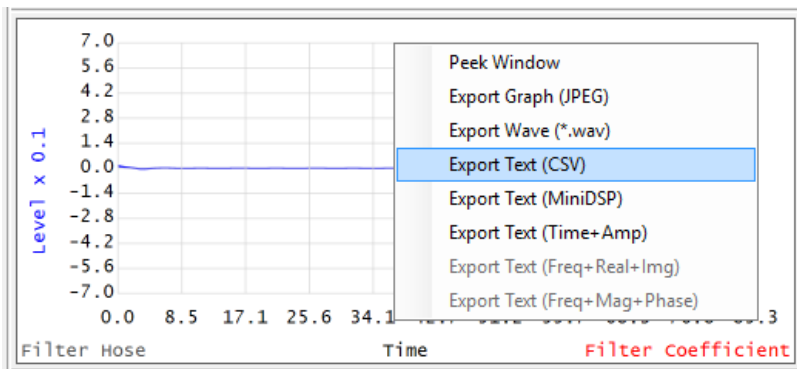 7.0
5.6
4.2
2.8
1.4
0.0
-1.4
-2.8
-4.2
-5.6
-7.0
Level x 0.1
Peek Window
Export Graph (JPEG)
Export Wave (*.wav)
Export Text (CSV)
Export Text (MiniDSP)
Export Text (Time+Amp)
Export Text (Freq+Real+Img)
Export Text (Freq+Mag+Phase)
0.0 8.5 17.1 25.6 34.1
Filter Hose Time Filter Coefficient